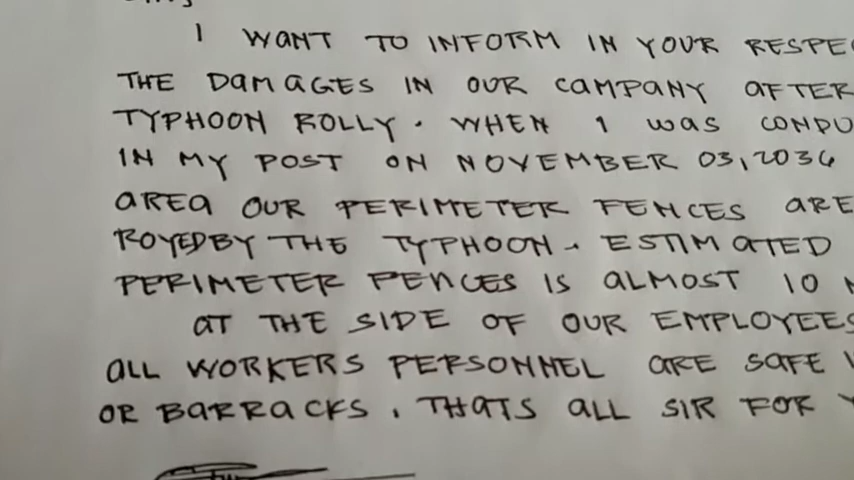 I WANT TO INFORM IN YOUR
THE DAMAGES IN OUR COMPANY AFTER
TYPHOON ROLLY. WHEN I WAS
IN MY POST ON NOVEMBER 03, 2036
AREA OUR PERIMETER FENCES ARE
ROYEDBY THE TYPHOON. ESTIMATED
PERIMETER FENCES IS ALMOST 10
AT THE SIDE OF OUR EMPLOYEES
ALL WORKERS PERSONNEL ARE SAFE
OR BARRACKS. THATS ALL SIR FOR